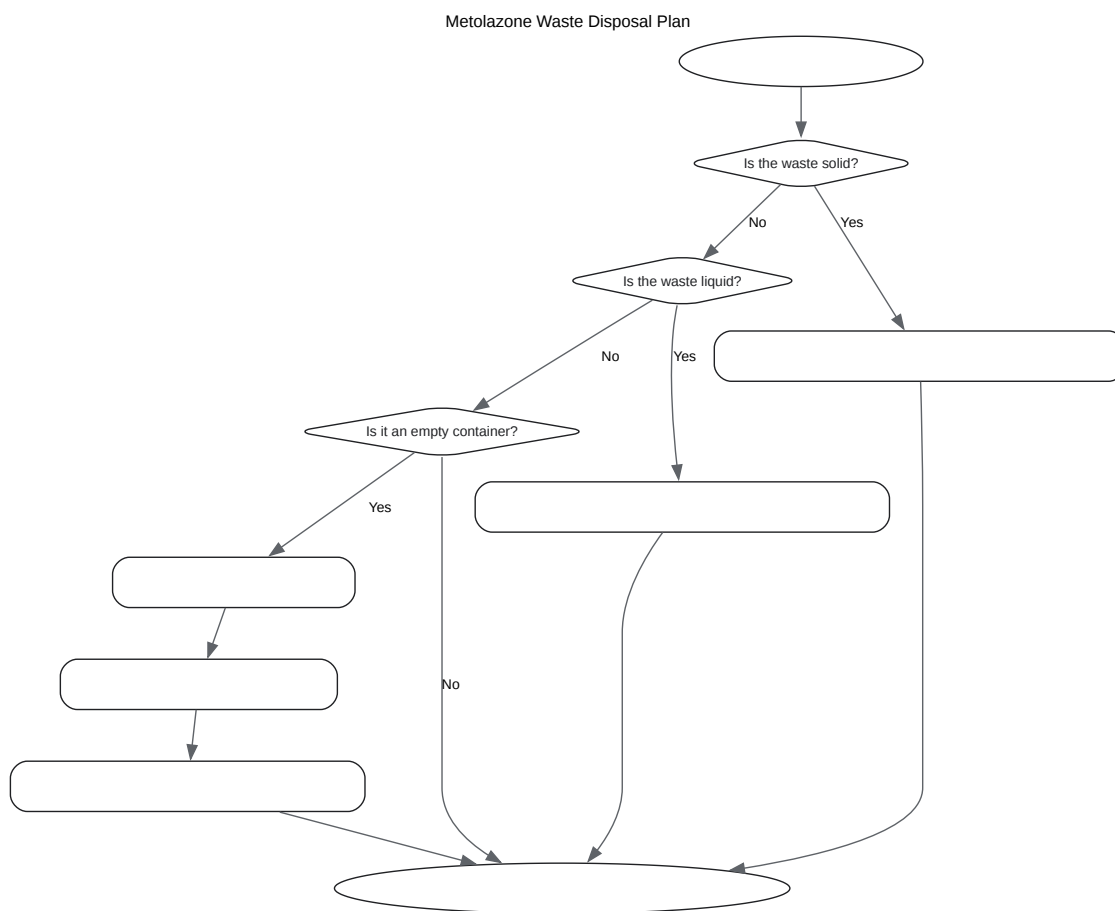 Metolazone Waste Disposal Plan
Is the waste solid?
No
Yes
Is the waste liquid?
No
Yes
Is it an empty container?
Yes
No